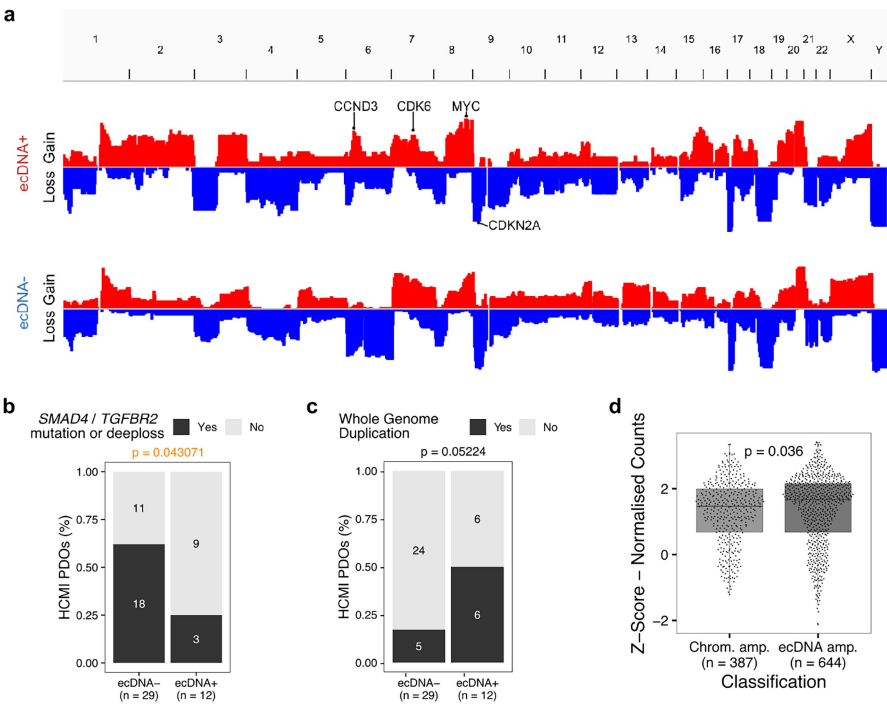 a
1 2 3 4 5 6 7 8 9 10 11 12 13 14 15 16 17 18 19 20 21 22 X Y
ecDNA+
Loss Gain
CCND3 CDK6 MYC
CDKN2A
ecDNA-
Loss Gain
b
SMAD4 / TGFBR2
mutation or deeploss
Yes No
p = 0.043071
HCMI PDOs (%)
1.00
0.75
0.50
0.25
0.00
11
18
9
3
ecDNA− ecDNA+
(n = 29) (n = 12)
c
Whole Genome
Duplication
Yes No
p = 0.05224
HCMI PDOs (%)
1.00
0.75
0.50
0.25
0.00
24
5
6
6
ecDNA− ecDNA+
(n = 29) (n = 12)
d
Z−Score − Normalised Counts
p = 0.036
2
0
−2
Chrom. amp. ecDNA amp.
(n = 387) (n = 644)
Classification